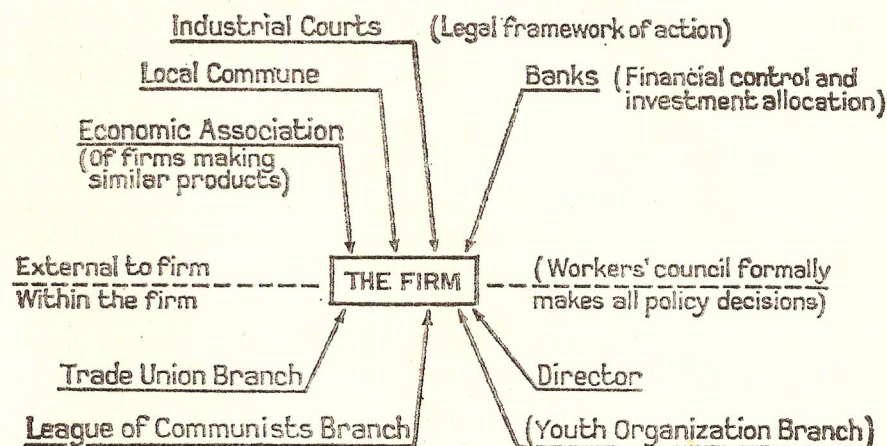 Industrial Courts (Legal framework of action)
Local Commune
Banks (Financial control and
investment allocation)
Economic Association
(Of firms making
similar products)
External to firm
Within the firm
THE FIRM
(Workers' council formally
makes all policy decisions)
Trade Union Branch
Director
League of Communists Branch
(Youth Organization Branch)